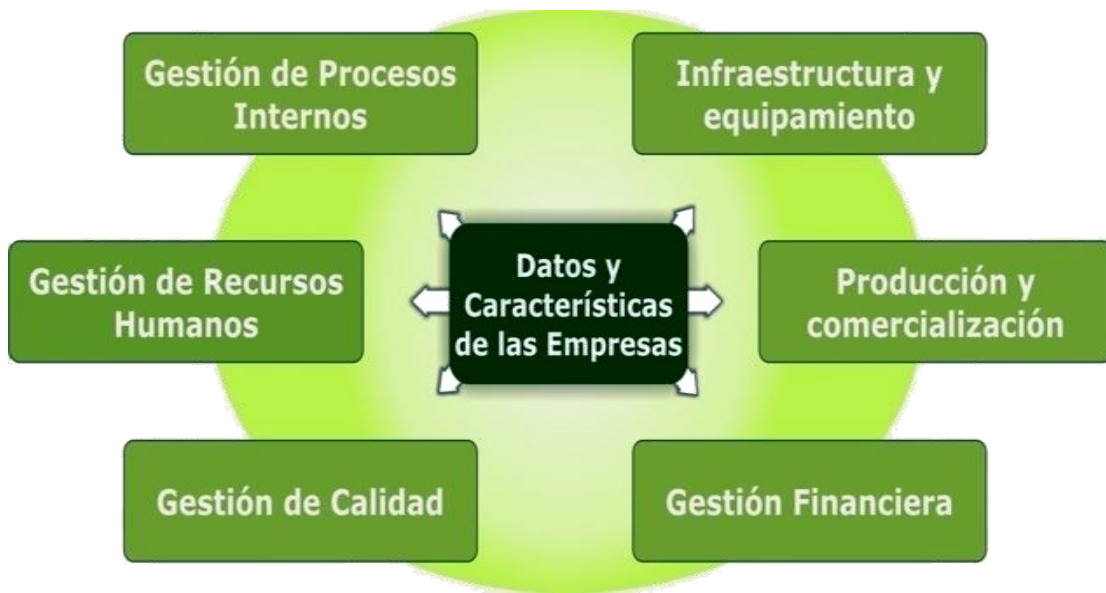 Gestión de Procesos
Internos
Infraestructura y
equipamiento
Gestión de Recursos
Humanos
Datos y
Características
de las Empresas
Producción y
comercialización
Gestión de Calidad
Gestión Financiera